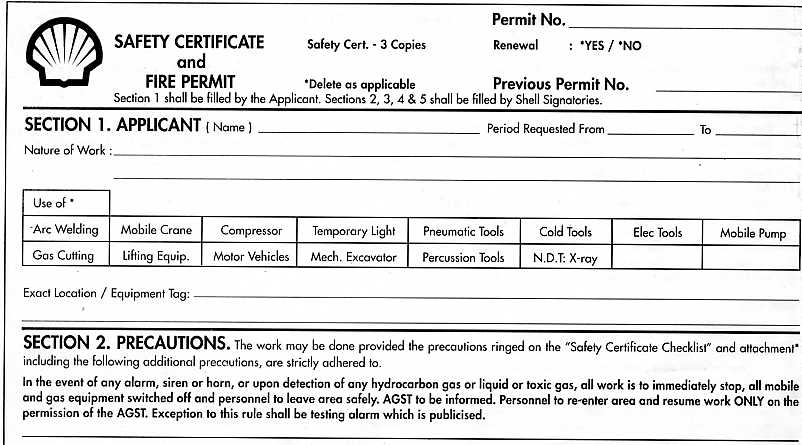 Permit No.
SAFETY CERTIFICATE Safety Cert. - 3 Copies Renewal : *YES / *NO
and
FIRE PERMIT *Delete as applicable Previous Permit No.
Section 1 shall be filled by the Applicant. Sections 2, 3, 4 & 5 shall be filled by Shell Signatories.
SECTION 1. APPLICANT ( Name ) Period Requested From To
Nature of Work :
Use of *
Arc Welding Mobile Crane Compressor Temporary Light Pneumatic Tools Cold Tools Elec Tools Mobile Pump
Gas Cutting Lifting Equip. Motor Vehicles Mech. Excavator Percussion Tools N.D.T: X-ray
Exact Location / Equipment Tag:
SECTION 2. PRECAUTIONS. The work may be done provided the precautions ringed on the "Safety Certificate Checklist" and attachment*
including the following additional precautions, are strictly adhered to.
In the event of any alarm, siren or horn, or upon detection of any hydrocarbon gas or liquid or toxic gas, all work is to immediately stop, all mobile
and gas equipment switched off and personnel to leave area safely. AGST to be informed. Personnel to re-enter area and resume work ONLY on the
permission of the AGST. Exception to this rule shall be testing alarm which is publicised.